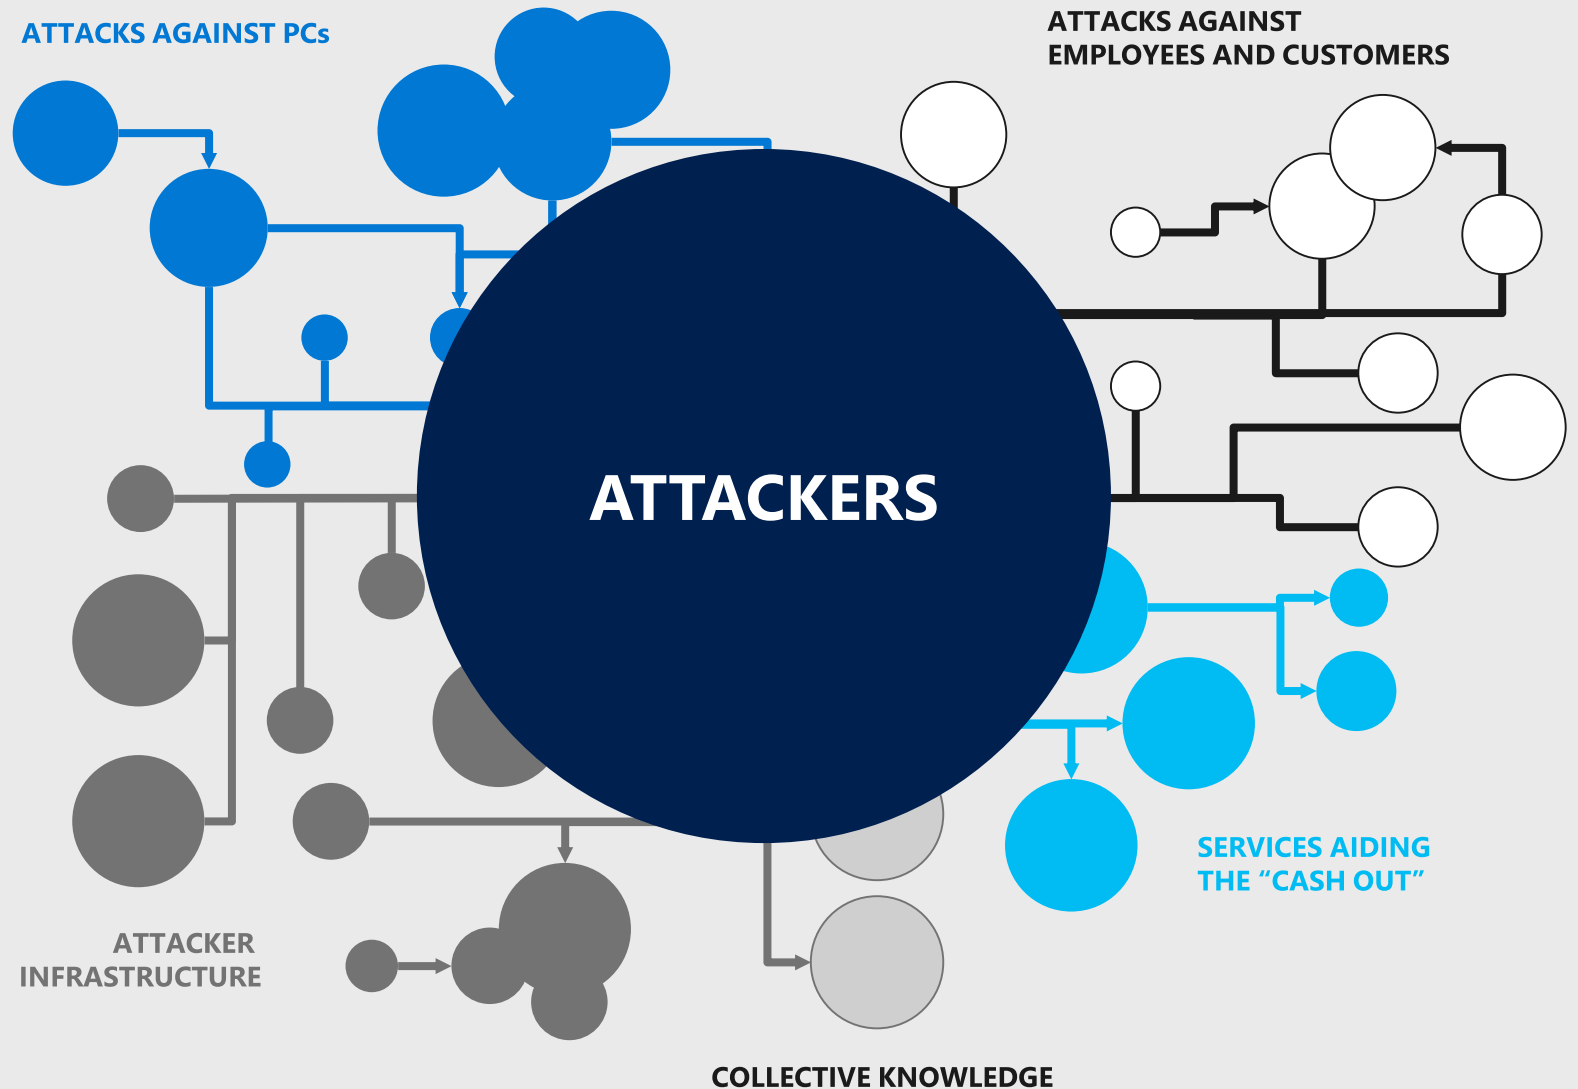 ATTACKS AGAINST PCs
ATTACKS AGAINST
EMPLOYEES AND CUSTOMERS
ATTACKERS
SERVICES AIDING
THE “CASH OUT”
ATTACKER
INFRASTRUCTURE
COLLECTIVE KNOWLEDGE